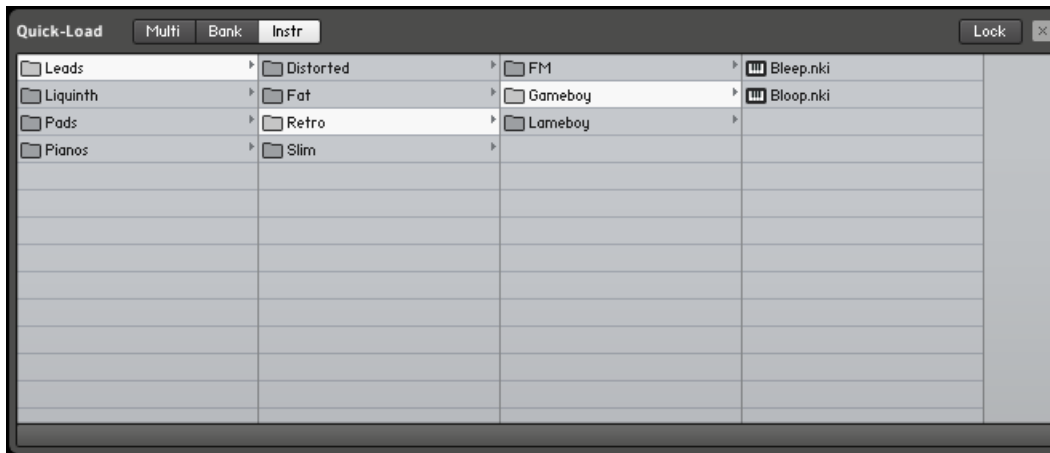 Quick-Load Multi Bank Instr Lock
Leads Distorted FM Bleep.nki
Liquinth Fat Gameboy Bloop.nki
Pads Retro Lameboy
Pianos Slim